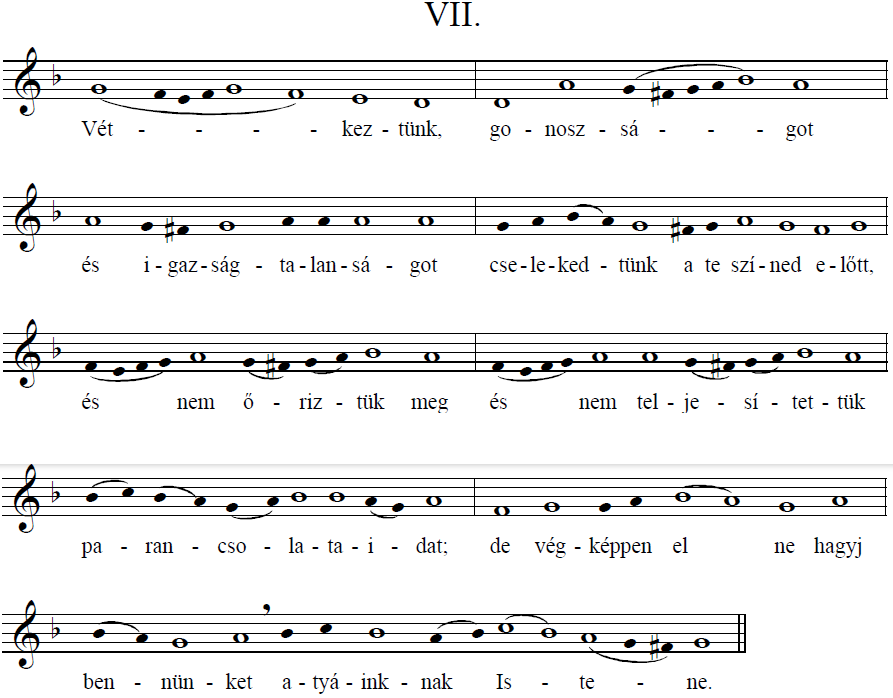 VII.
Vét - - - - kez - tünk, go - nosz - sá - - - got
és i - gaz - ság - ta - lan - sá - got cse - le - ked - tünk a te szí - ned e - lőtt,
és nem ő - riz - tük meg és nem tel - je - sí - tet - tük
pa - ran - cso - la - ta - i - dat; de vég - képpen el ne hagyj
ben - nün - ket a - tyá - ink - nak Is - te - ne.